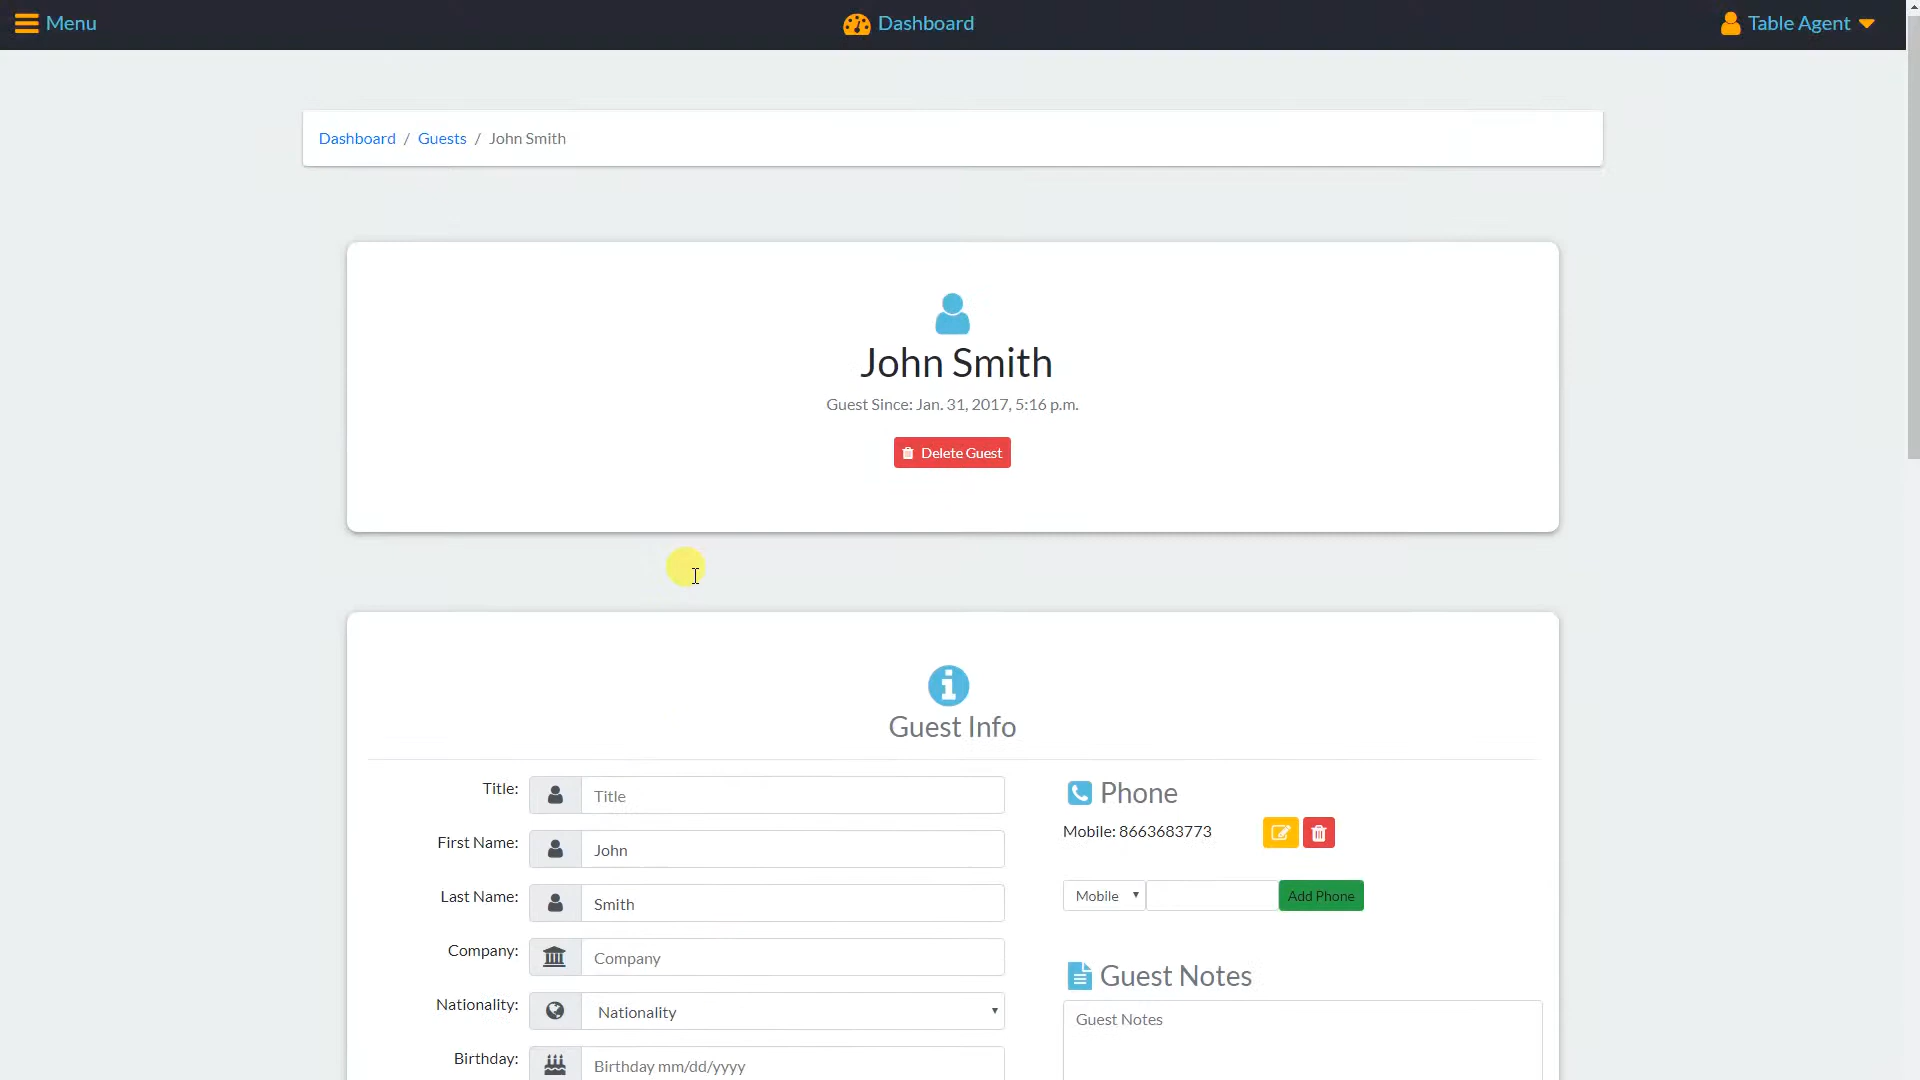 Menu
Dashboard
Table Agent
Dashboard / Guests / John Smith
John Smith
Guest Since: Jan. 31, 2017, 5:16 p.m.
Delete Guest
Guest Info
Title: Title
First Name: John
Last Name: Smith
Company: Company
Nationality: Nationality
Birthday: Birthday mm/dd/yyyy
Phone
Mobile: 8663683773
Mobile
Add Phone
Guest Notes
Guest Notes